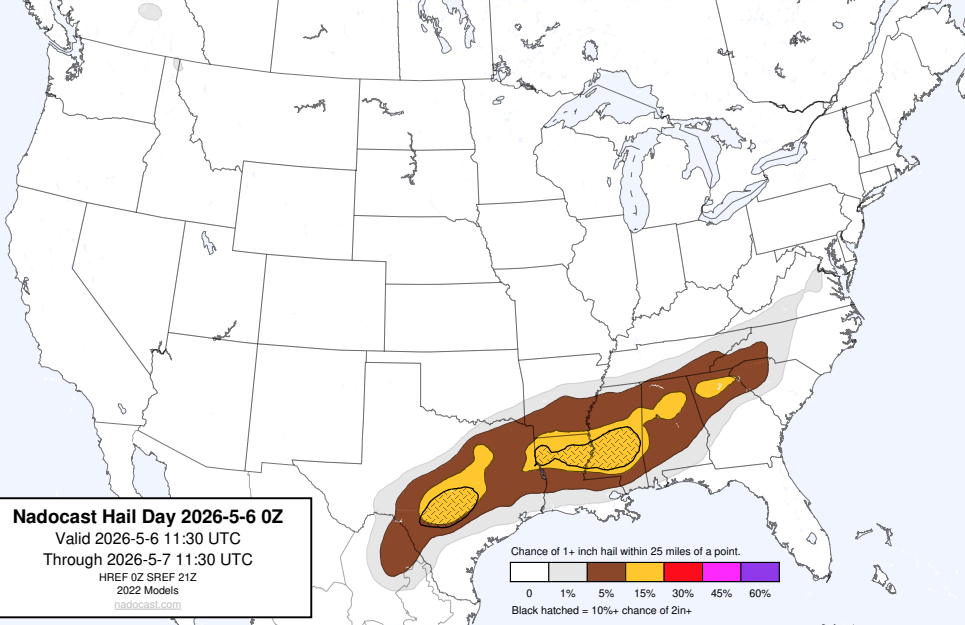 Nadocast Hail Day 2026-5-6 0Z
Valid 2026-5-6 11:30 UTC
Through 2026-5-7 11:30 UTC
HREF 0Z SREF 21Z
2022 Models
nadocast.com
Chance of 1+ inch hail within 25 miles of a point.
0 1% 5% 15% 30% 45% 60%
Black hatched = 10%+ chance of 2in+